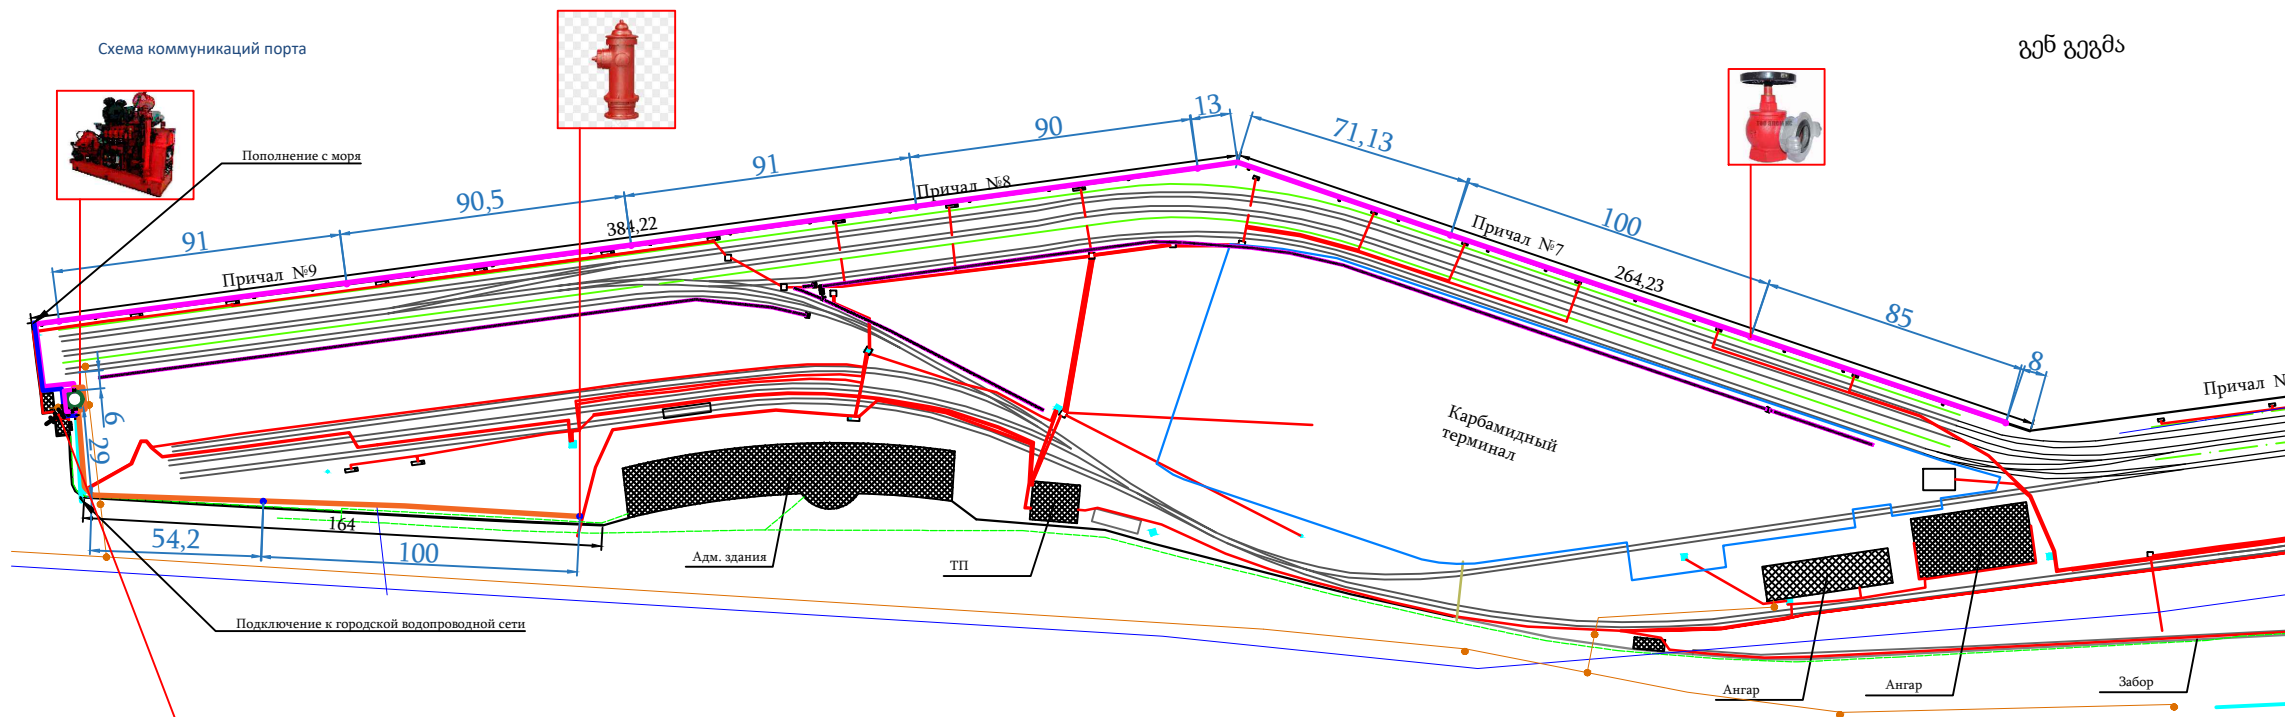 Схема коммуникаций порта
გენ გეგმა
Пополнение с моря
13
90
91
90,5
91
71,13
100
85
8
Причал №8
384,22
Причал №9
Причал №7
264,23
Причал
6
29
Карбамидный
терминал
164
54,2
100
Адм. здания
ТП
Подключение к городской водопроводной сети
Ангар
Ангар
Забор